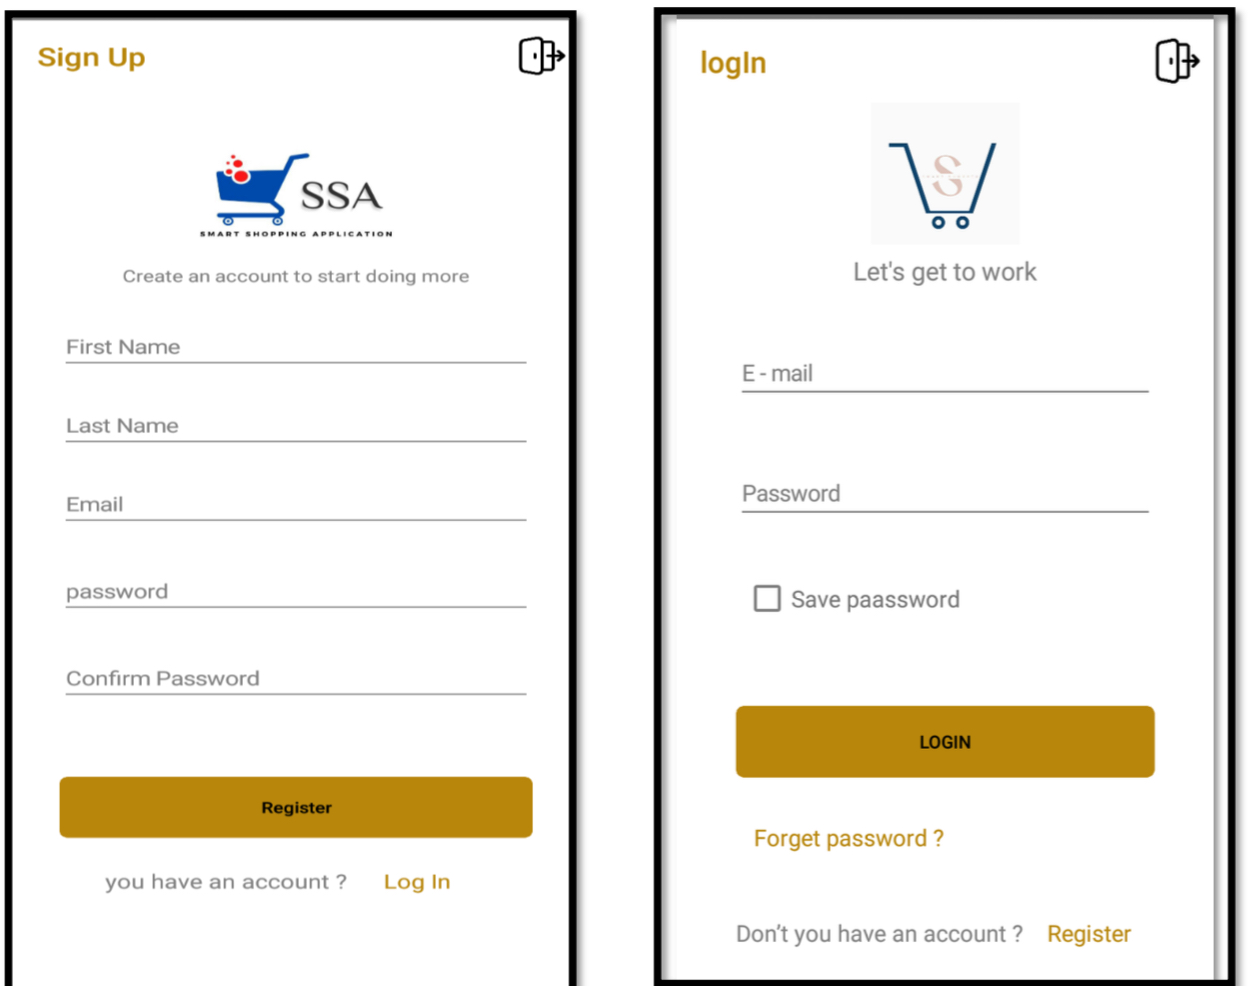 Sign Up
SSA
SMART SHOPPING APPLICATION
Create an account to start doing more
First Name
Last Name
Email
password
Confirm Password
Register
you have an account ? Log In
logIn
S
Let's get to work
E - mail
Password
Save paassword
LOGIN
Forget password ?
Don't you have an account ? Register